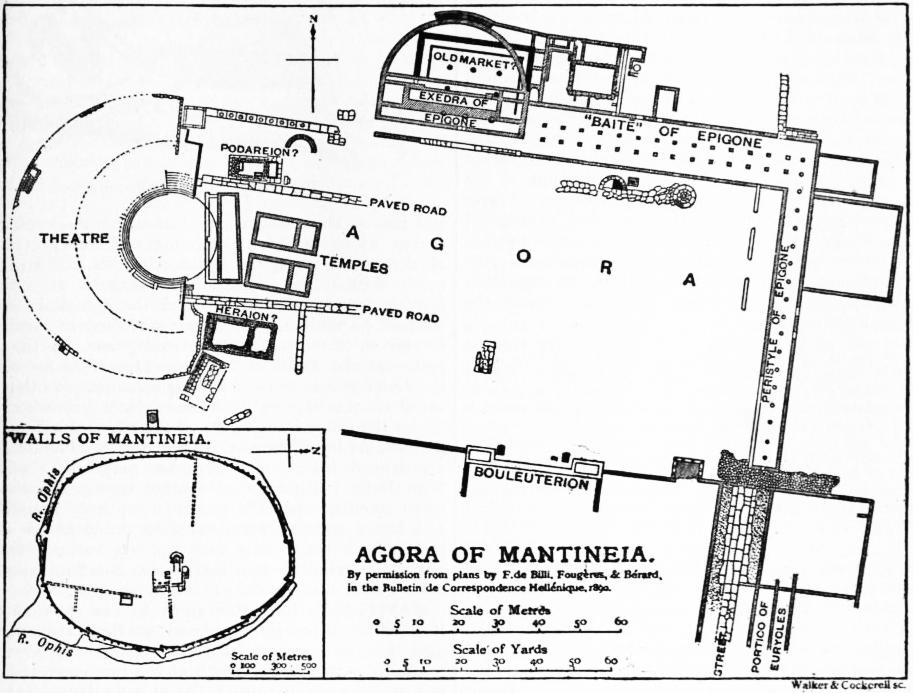 N
OLD MARKET?
EXEDRA OF
EPIGONE
"BAITE" OF EPIGONE
PODAREION?
PAVED ROAD
THEATRE
A G O R A
TEMPLES
PERISTYLE OF EPIGONE
HERAION?
PAVED ROAD
BOULEUTERION
WALLS OF MANTINEIA.
N
R. Ophis
R. Ophis
Scale of Metres
0 100 300 500
AGORA OF MANTINEIA.
By permission from plans by F. de Billi, Fougères, & Bérard,
in the Bulletin de Correspondence Hellénique, 1890.
Scale of Metres
0 5 10 20 30 40 50 60
Scale of Yards
0 5 10 20 30 40 50 60
STREET
PORTICO OF
EURYCLES
Walker & Cockerell sc.